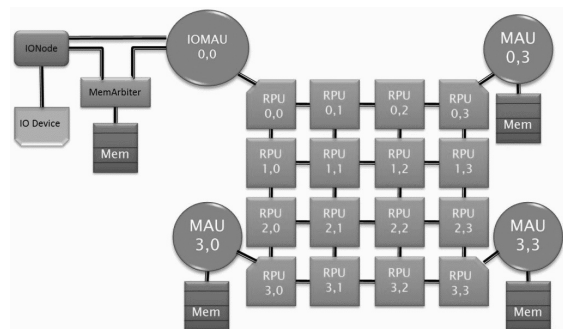 IONode
IOMAU
0,0
MAU
0,3
MemArbiter
IO Device
Mem
Mem
RPU
0,0
RPU
0,1
RPU
0,2
RPU
0,3
RPU
1,0
RPU
1,1
RPU
1,2
RPU
1,3
MAU
3,0
RPU
2,0
RPU
2,1
RPU
2,2
RPU
2,3
MAU
3,3
RPU
3,0
RPU
3,1
RPU
3,2
RPU
3,3
Mem
Mem